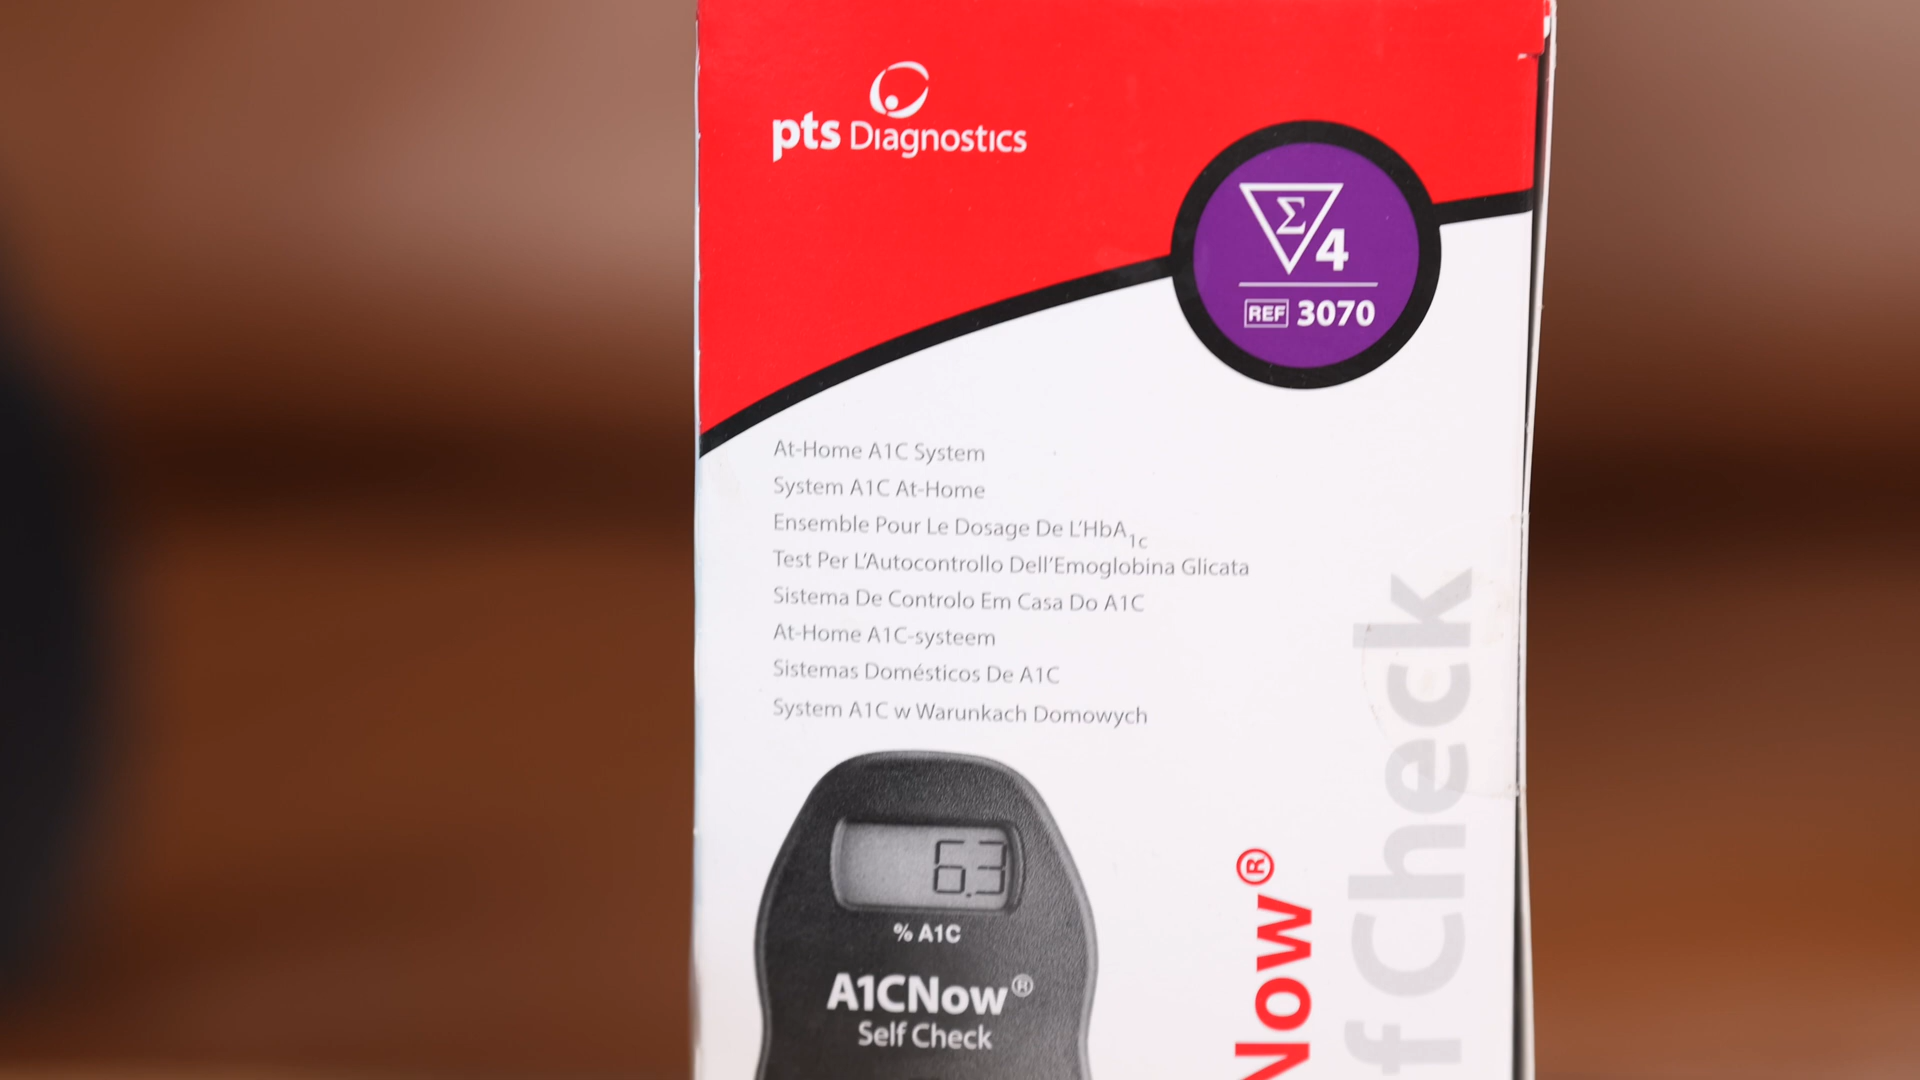 pts Diagnostics
Σ 4
REF 3070
At-Home A1C System
System A1C At-Home
Ensemble Pour Le Dosage De L'HbA1c
Test Per L'Autocontrollo Dell'Emoglobina Glicata
Sistema De Controlo Em Casa Do A1C
At-Home A1C-systeem
Sistemas Domésticos De A1C
System A1C w Warunkach Domowych
6.3
% A1C
A1CNow®
Self Check
Now®
f Check